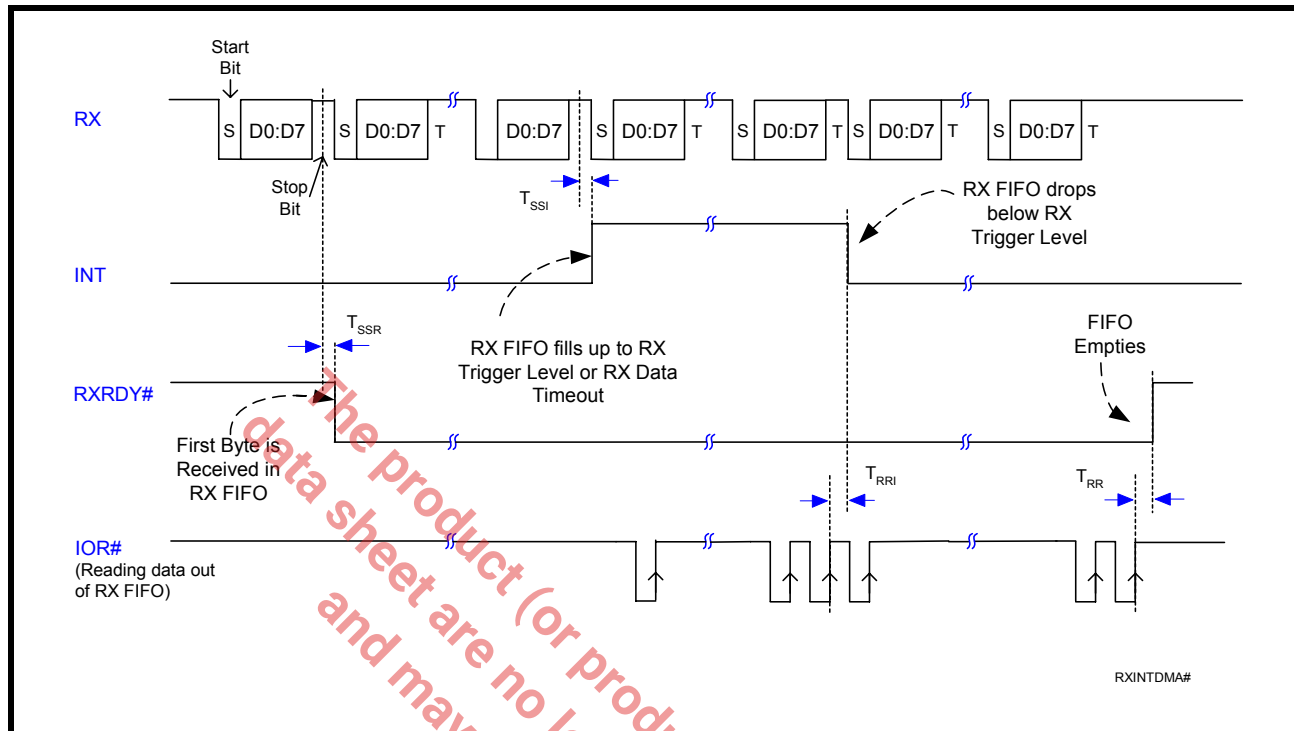 Start
Bit
RX
S D0:D7 S D0:D7 T D0:D7 S D0:D7 T S D0:D7 T S D0:D7 T S D0:D7 T
Stop
Bit
TSSI
RX FIFO drops
below RX
Trigger Level
INT
TSSR
RX FIFO fills up to RX
Trigger Level or RX Data
Timeout
FIFO
Empties
RXRDY#
First Byte is
Received in
RX FIFO
TRRI
TRR
IOR#
(Reading data out
of RX FIFO)
RXINTDMA#
The product (or produ
data sheet are no l
and may